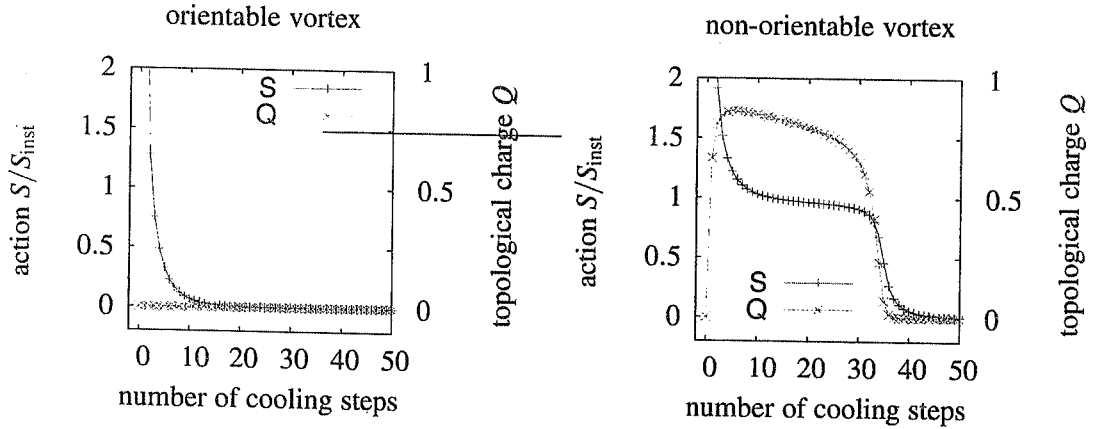 orientable vortex
2
1.5
1
0.5
0
action S/S_inst
S
Q
1
0.5
0
topological charge Q
0 10 20 30 40 50
number of cooling steps
non-orientable vortex
2
1.5
1
0.5
0
action S/S_inst
S
Q
1
0.5
0
topological charge Q
0 10 20 30 40 50
number of cooling steps